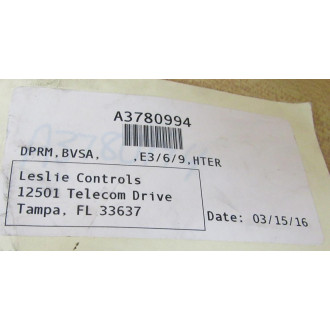 A3780994
DPRM,BVSA, ,E3/6/9,HTER
Leslie Controls
12501 Telecom Drive
Tampa, FL 33637
Date: 03/15/16